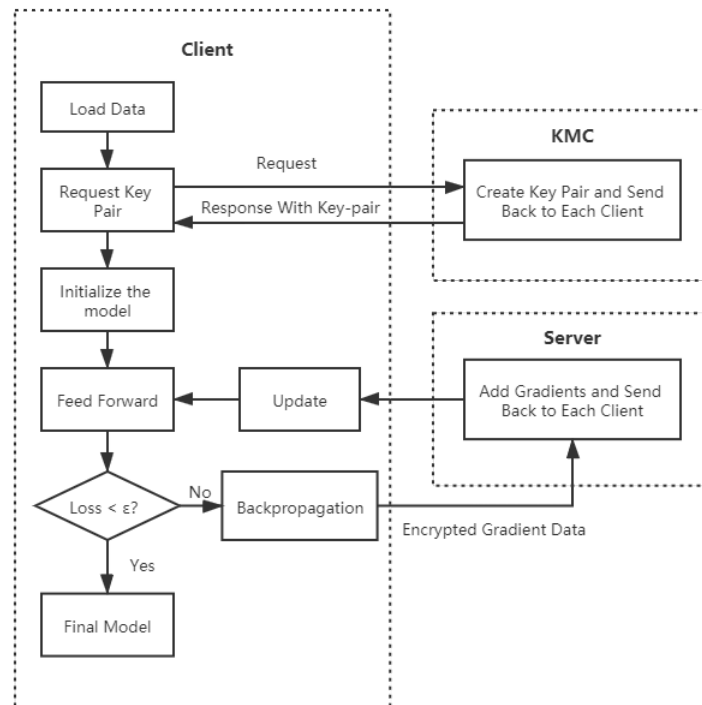 Client
Load Data
KMC
Request
Request Key
Pair
Create Key Pair and Send
Back to Each Client
Response With Key-pair
Initialize the
model
Server
Feed Forward
Update
Add Gradients and Send
Back to Each Client
Loss < ε?
No
Backpropagation
Encrypted Gradient Data
Yes
Final Model